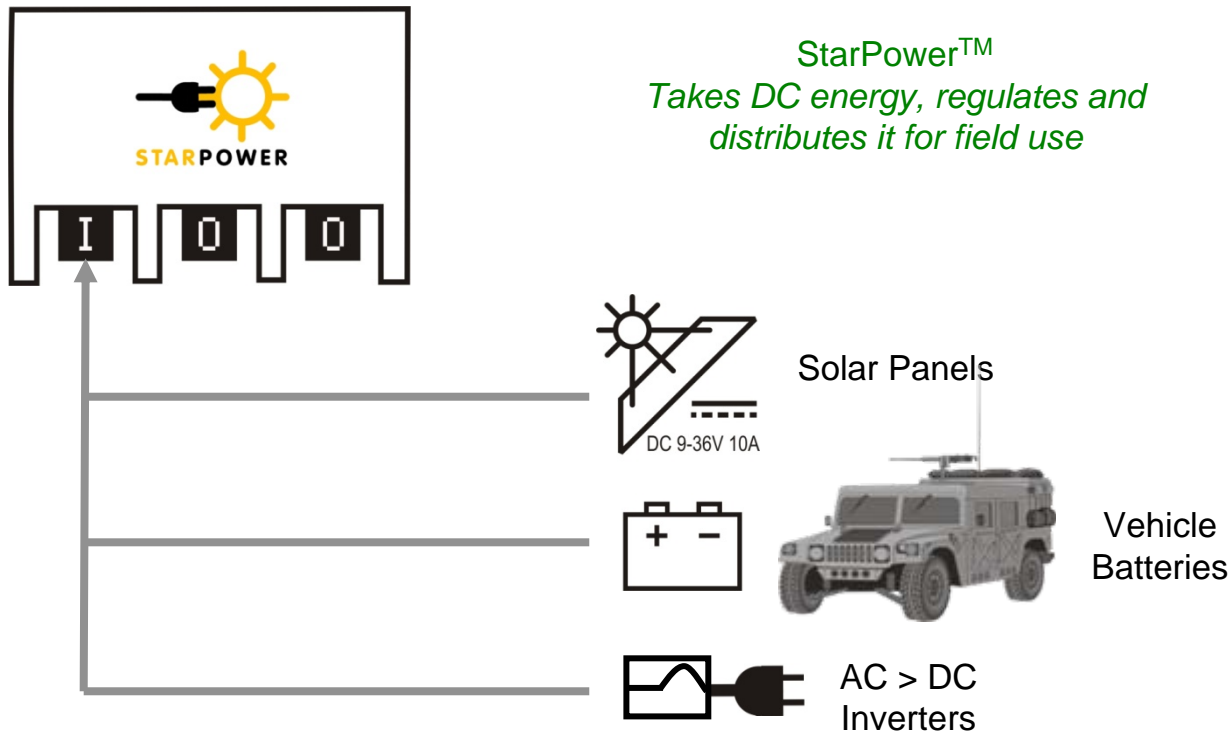 StarPower™
Takes DC energy, regulates and
distributes it for field use
STARPOWER
I O O
Solar Panels
DC 9-36V 10A
+ -
Vehicle
Batteries
AC > DC
Inverters